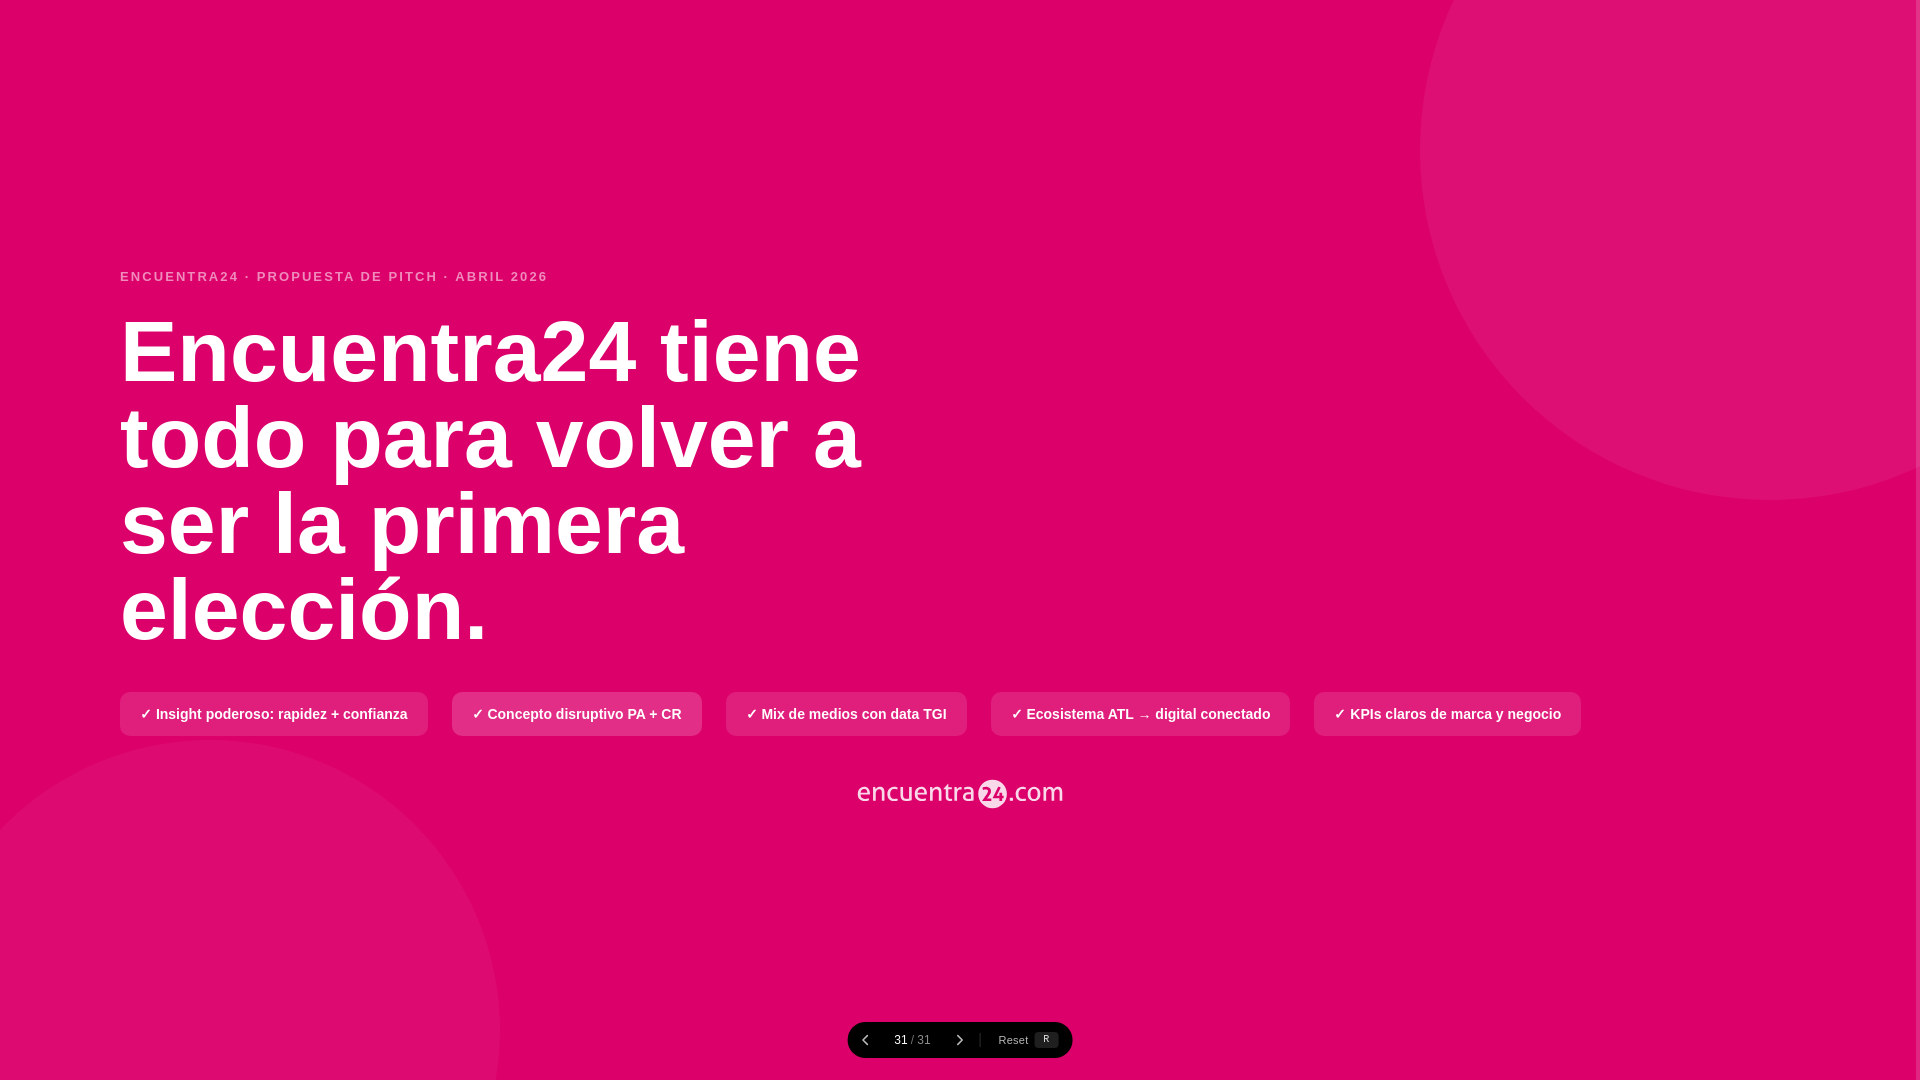 ENCUENTRA24 · PROPUESTA DE PITCH · ABRIL 2026
Encuentra24 tiene
todo para volver a
ser la primera
elección.
✓ Insight poderoso: rapidez + confianza
✓ Concepto disruptivo PA + CR
✓ Mix de medios con data TGI
✓ Ecosistema ATL → digital conectado
✓ KPIs claros de marca y negocio
encuentra24.com
31 / 31
Reset R